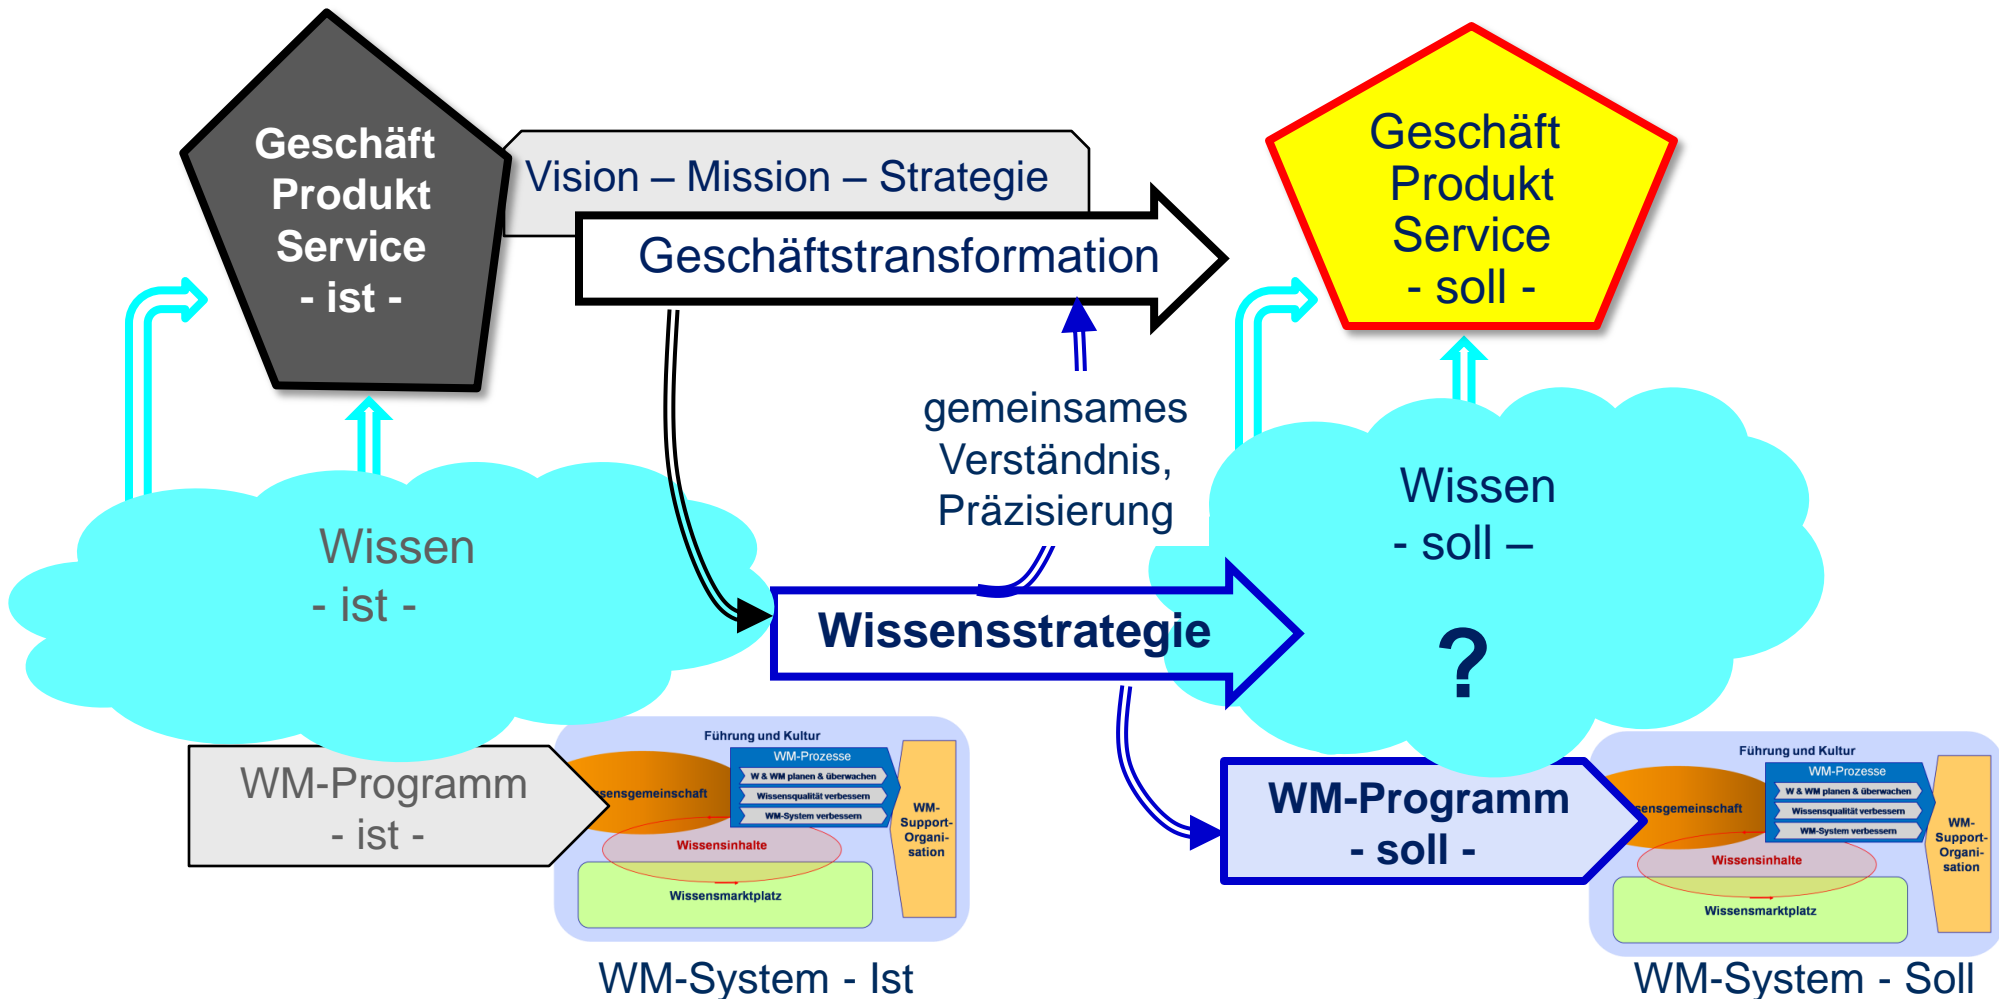 Geschäft
Produkt
Service
- ist -
Vision – Mission – Strategie
Geschäftstransformation
Geschäft
Produkt
Service
- soll -
gemeinsames
Verständnis,
Präzisierung
Wissen
- ist -
Wissensstrategie
Wissen
- soll –
?
WM-Programm
- ist -
Führung und Kultur
WM-Prozesse
W & WM planen & überwachen
Wissensqualität verbessern
WM-System verbessern
sensgemeinschaft
Wissensinhalte
Wissensmarktplatz
WM-
Support-
Organi-
sation
WM-System - Ist
WM-Programm
- soll -
Führung und Kultur
WM-Prozesse
W & WM planen & überwachen
Wissensqualität verbessern
WM-System verbessern
sensgemeinschaft
Wissensinhalte
Wissensmarktplatz
WM-
Support-
Organi-
sation
WM-System - Soll